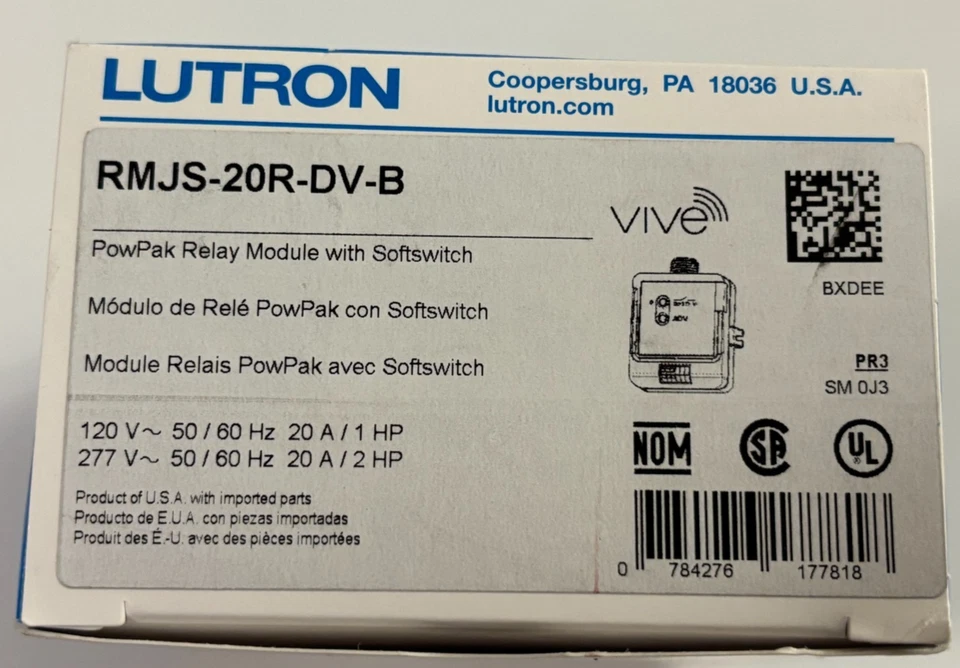 LUTRON
Coopersburg, PA 18036 U.S.A.
lutron.com
RMJS-20R-DV-B
vive
PowPak Relay Module with Softswitch
Módulo de Relé PowPak con Softswitch
Module Relais PowPak avec Softswitch
BXDEE
ADV
PR3
SM 0J3
120 V~ 50 / 60 Hz 20 A / 1 HP
277 V~ 50 / 60 Hz 20 A / 2 HP
NOM
SA
UL
®
Product of U.S.A. with imported parts
Producto de E.U.A. con piezas importadas
Produit des É.-U. avec des pièces importées
0 784276 177818